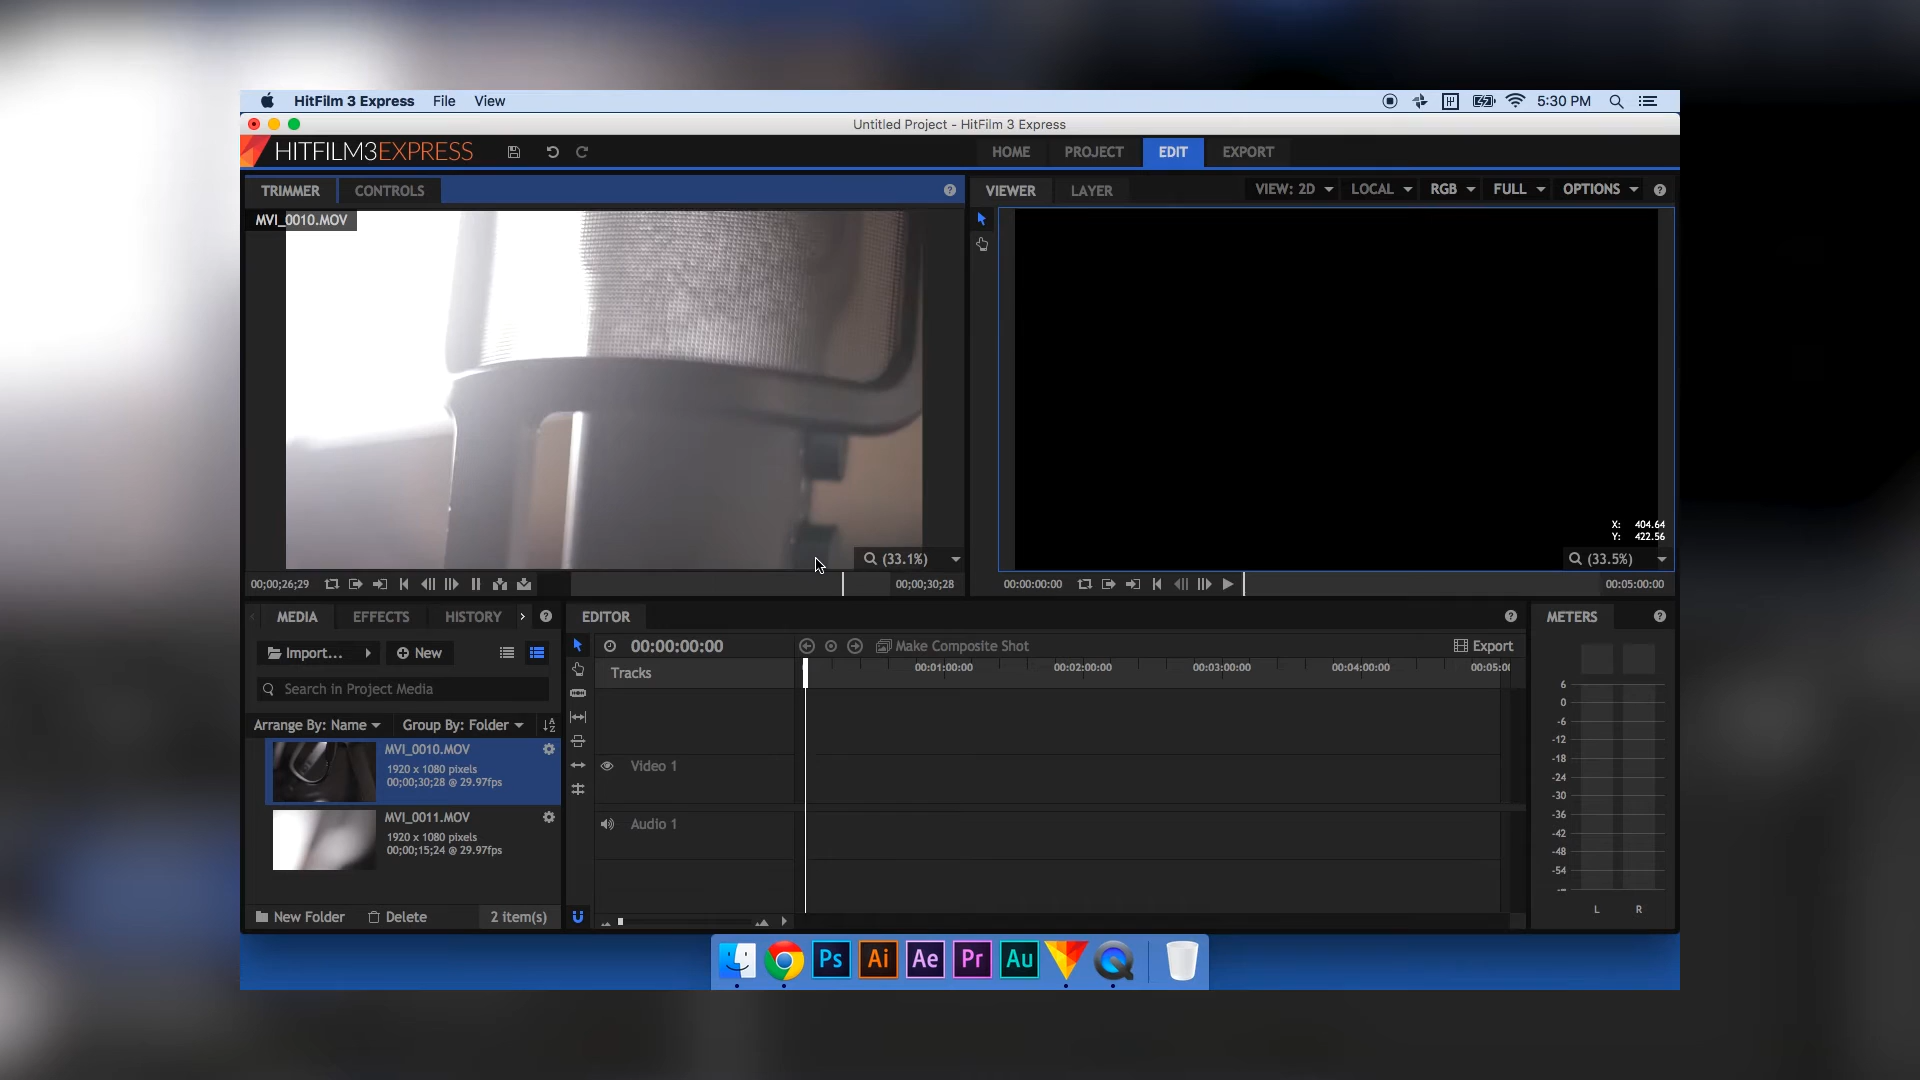 HitFilm 3 Express File View 5:30 PM
Untitled Project - HitFilm 3 Express
HITFILM3EXPRESS HOME PROJECT EDIT EXPORT
TRIMMER CONTROLS VIEWER LAYER VIEW: 2D LOCAL RGB FULL OPTIONS
MVI_0010.MOV
X: 404.64
Y: 422.56
(33.1%) (33.5%)
00;00;26;29 00;00;30;28 00:00:00:00 00:05:00:00
MEDIA EFFECTS HISTORY EDITOR METERS
Import... New 00:00:00:00 Make Composite Shot Export
Tracks 00:01:00:00 00:02:00:00 00:03:00:00 00:04:00:00 00:05:0
Search in Project Media
Arrange By: Name Group By: Folder
MVI_0010.MOV
1920 x 1080 pixels
00;00;30;28 @ 29.97fps
MVI_0011.MOV
1920 x 1080 pixels
00;00;15;24 @ 29.97fps
Video 1
Audio 1
6
0
-6
-12
-18
-24
-30
-36
-42
-48
-54
L R
New Folder Delete 2 item(s)
Ps Ai Ae Pr Au